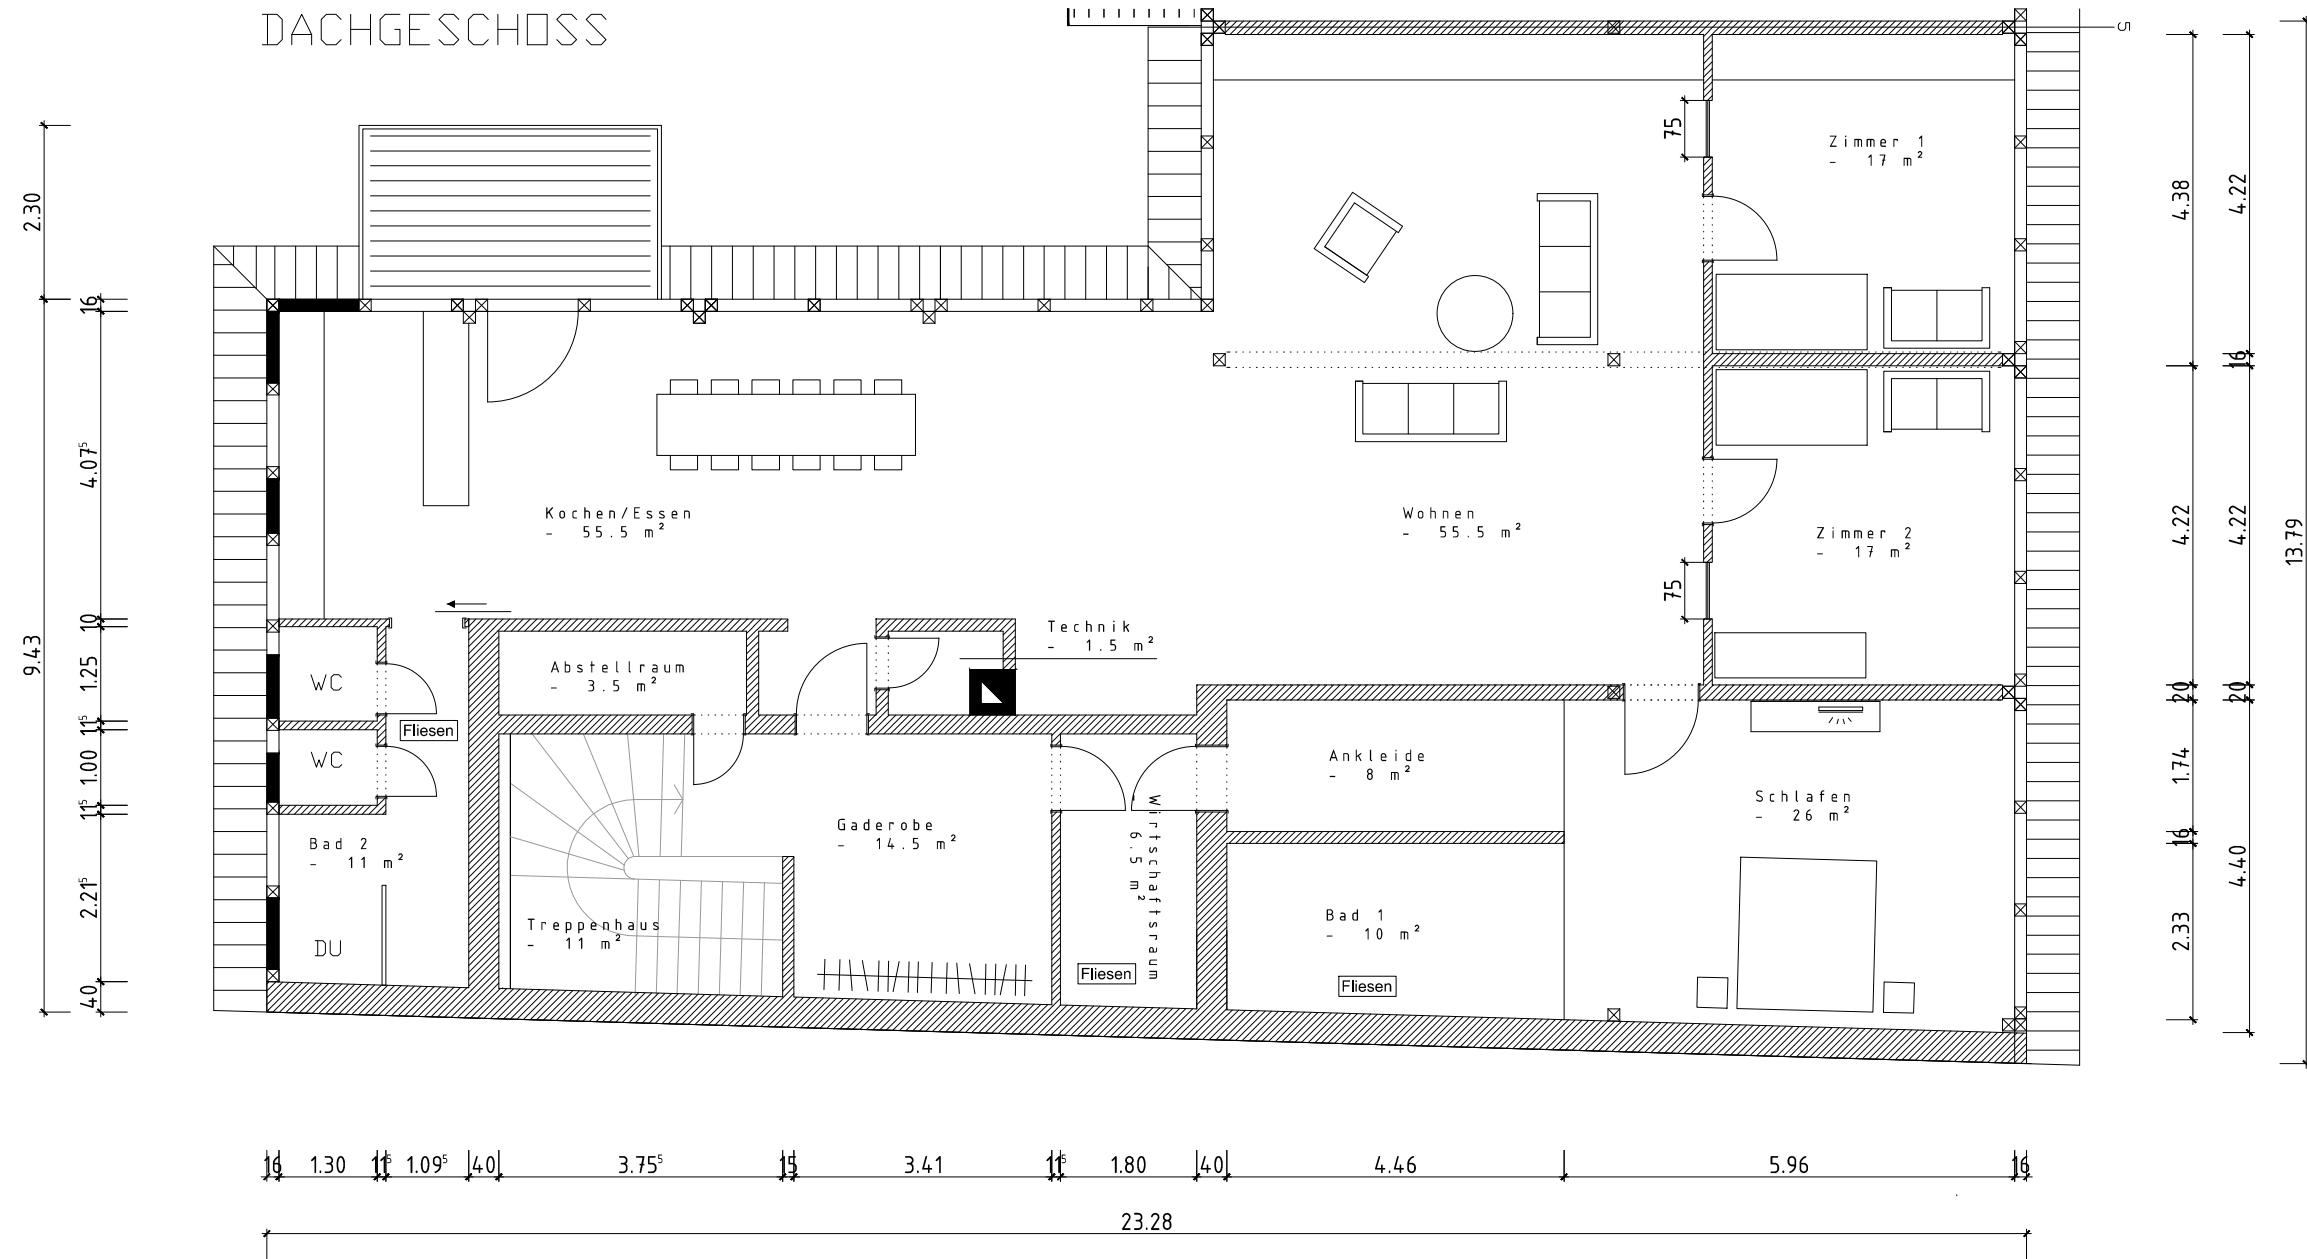 DACHGESCHOSS
5
2.30
9.43
16
4.07⁵
10
1.25
11⁵
1.00
11⁵
2.21⁵
40
75
Zimmer 1
- 17 m²
4.38
4.22
16
Kochen/Essen
- 55.5 m²
Wohnen
- 55.5 m²
Zimmer 2
- 17 m²
75
4.22
4.22
13.79
Technik
- 1.5 m²
Abstellraum
- 3.5 m²
WC
Fliesen
WC
20
20
Ankleide
- 8 m²
1.74
Schlafen
- 26 m²
Gaderobe
- 14.5 m²
Wirtschaftsraum
- 6.5 m²
16
4.40
Bad 2
- 11 m²
DU
Treppenhaus
- 11 m²
Bad 1
- 10 m²
Fliesen
Fliesen
2.33
16
1.30
11⁵
1.09⁵
40
3.75⁵
15
3.41
11⁵
1.80
40
4.46
5.96
16
23.28